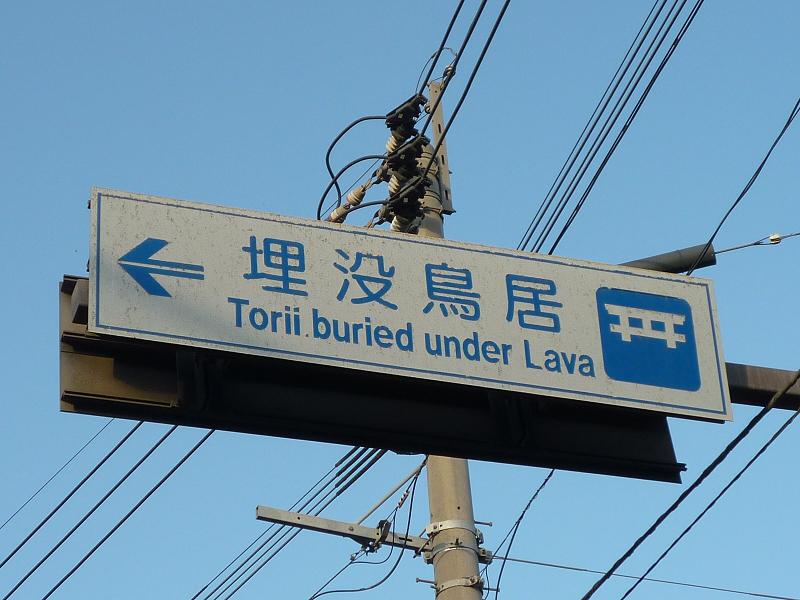 埋没鳥居
Torii buried under Lava